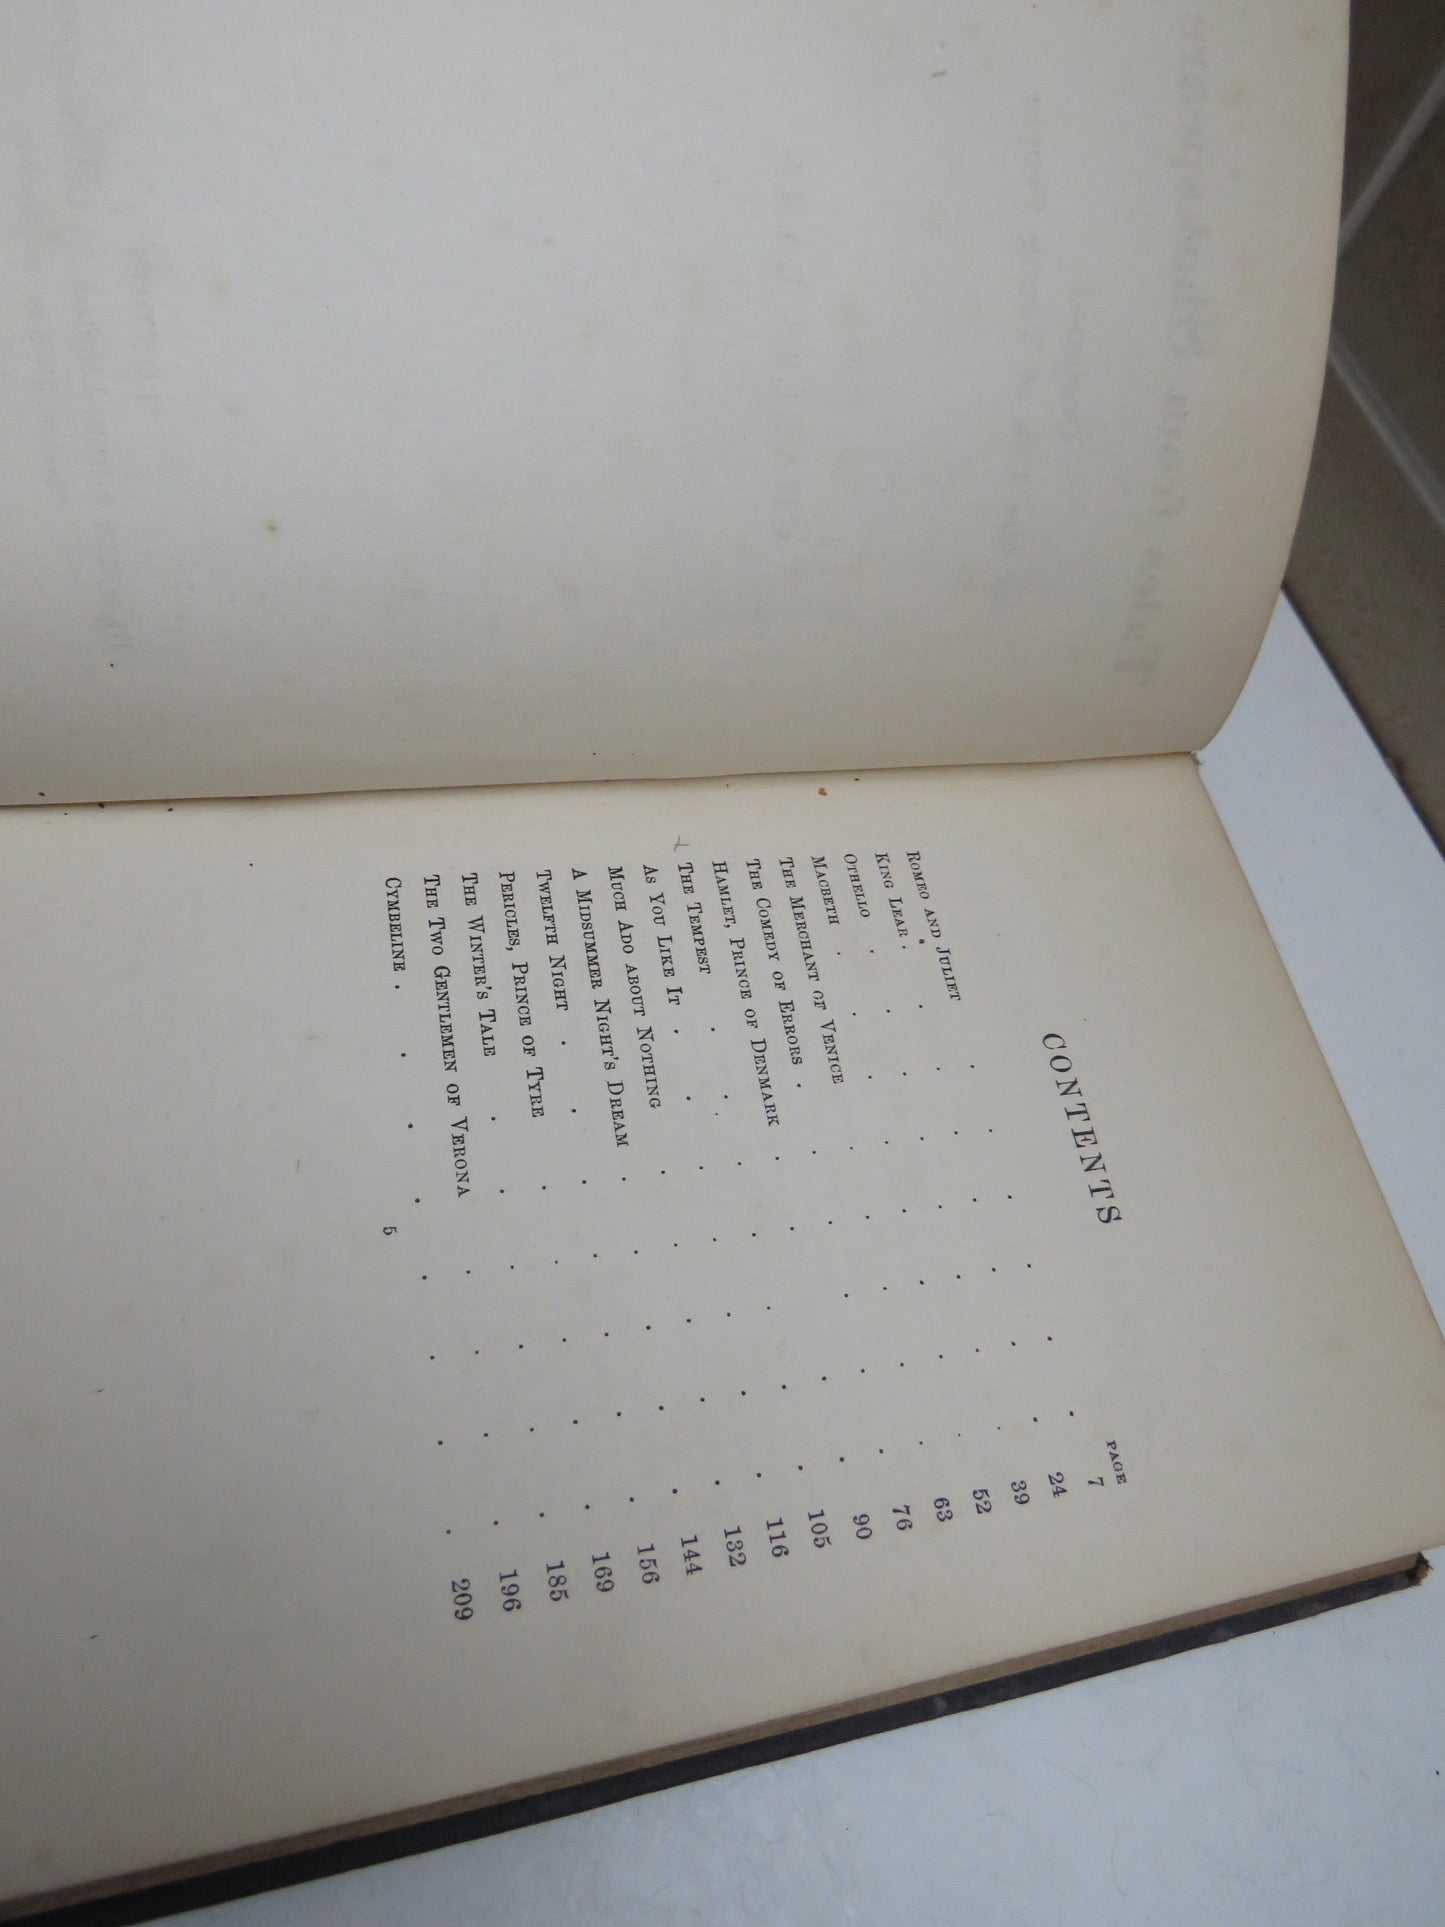 CONTENTS
PAGE
ROMEO AND JULIET . . . . . . 7
KING LEAR . . . . . . . . 24
OTHELLO . . . . . . . . 39
MACBETH . . . . . . . . 52
THE MERCHANT OF VENICE . . . . . 63
THE COMEDY OF ERRORS . . . . . . 76
HAMLET, PRINCE OF DENMARK . . . . . 90
THE TEMPEST . . . . . . . 105
AS YOU LIKE IT . . . . . . . 116
MUCH ADO ABOUT NOTHING . . . . . 132
A MIDSUMMER NIGHT'S DREAM . . . . . 144
TWELFTH NIGHT . . . . . . . 156
PERICLES, PRINCE OF TYRE . . . . . 169
THE WINTER'S TALE . . . . . . 185
THE TWO GENTLEMEN OF VERONA . . . . 196
CYMBELINE . . . . . . . . 209
5